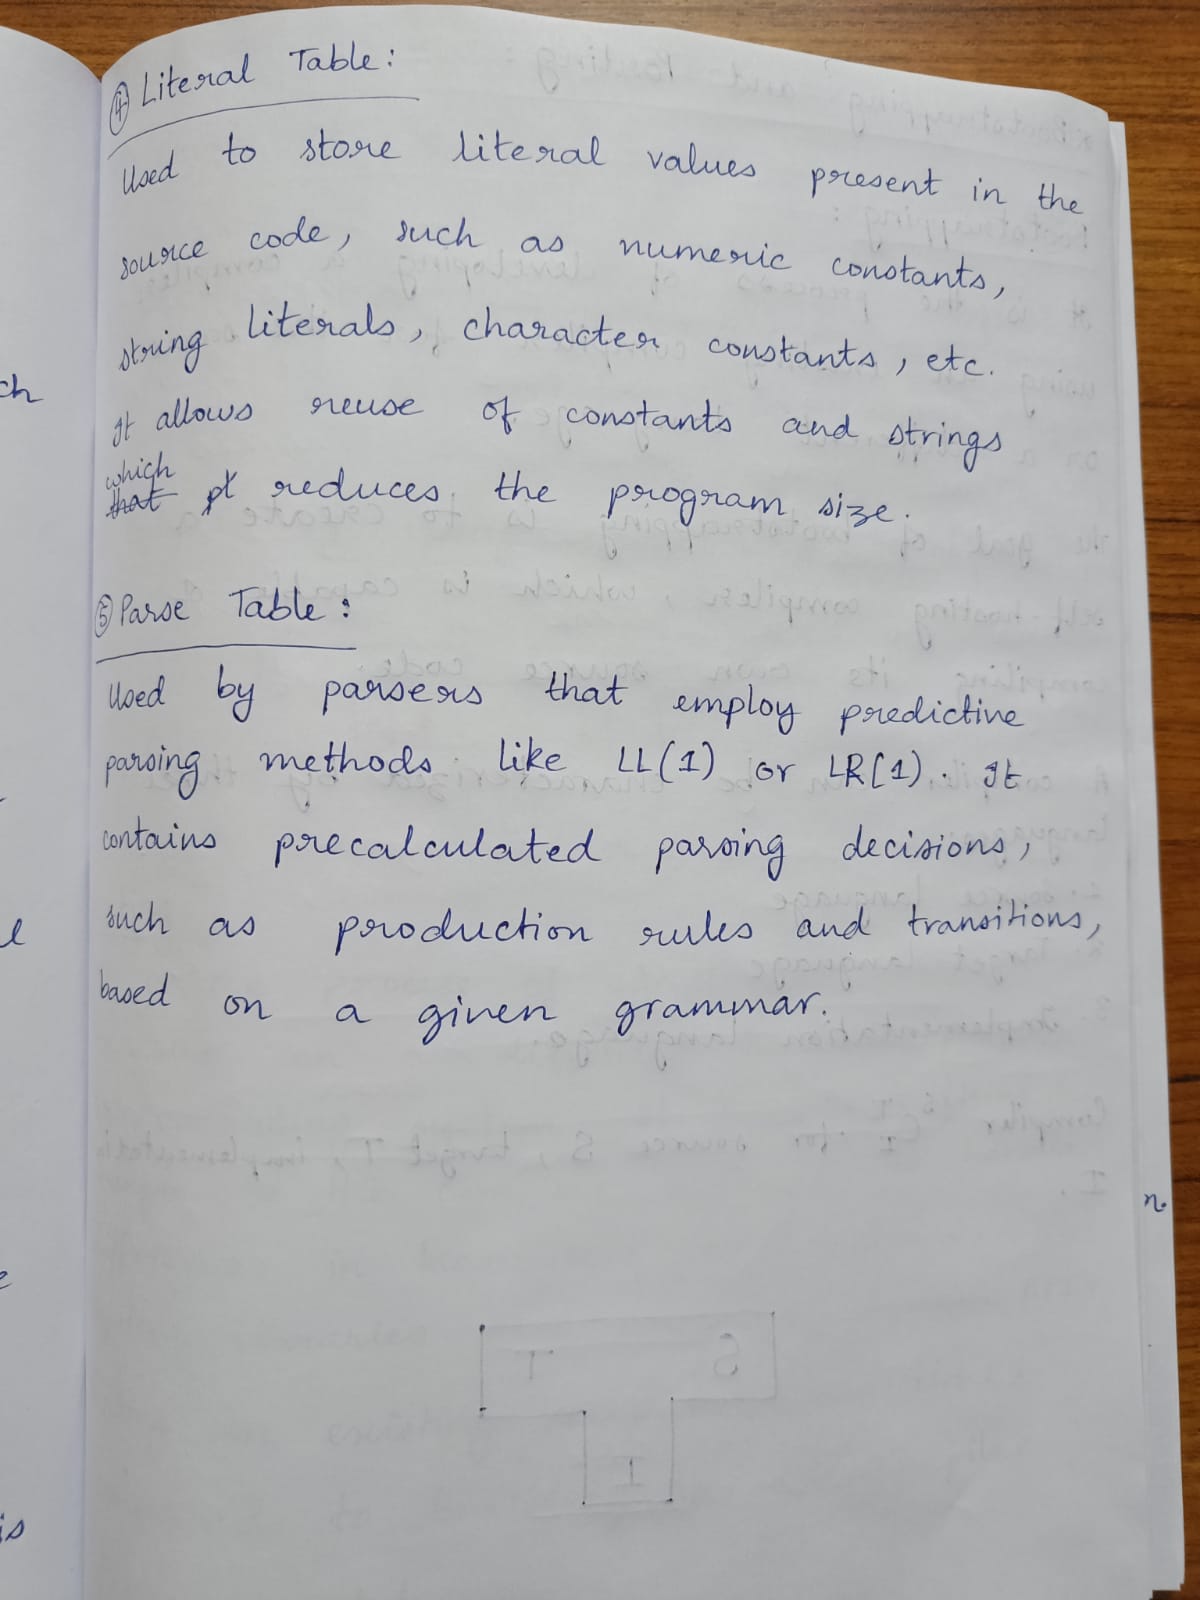 ④ Literal Table:
Used to store literal values present in the
source code, such as numeric constants,
string literals, character constants, etc.
It allows reuse of constants and strings
which
that it reduces the program size.
⑤ Parse Table:
Used by parsers that employ predictive
parsing methods like LL(1) or LR(1). It
contains precalculated parsing decisions,
such as production rules and transitions,
based on a given grammar.
ch
n.
is